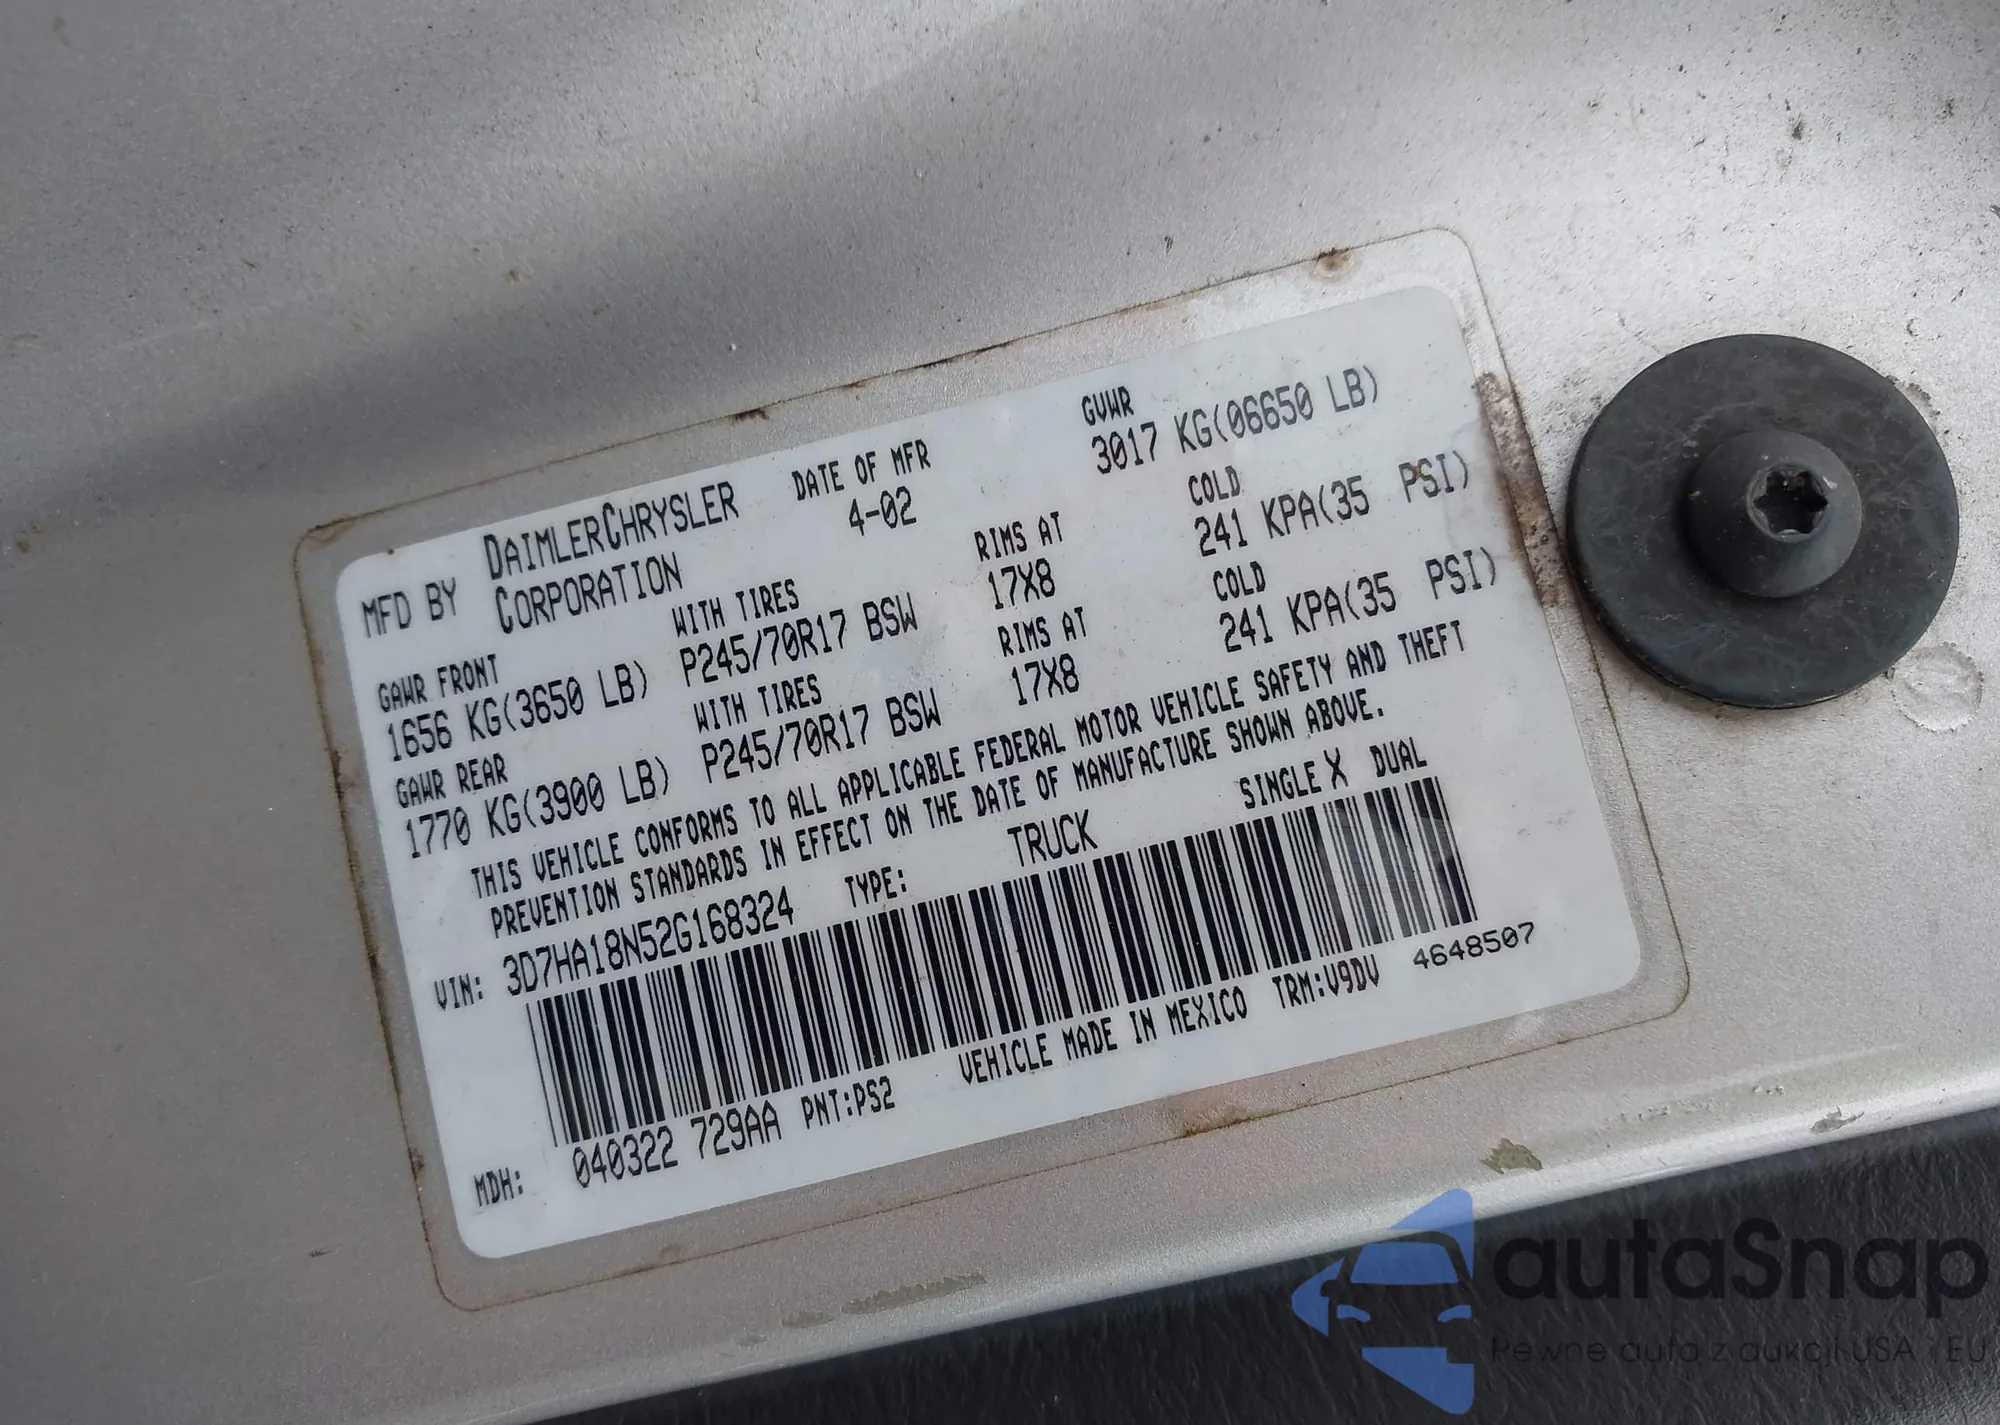 MFD BY DAIMLERCHRYSLER CORPORATION
DATE OF MFR
4-02
GVWR
3017 KG(06650 LB)
GAWR FRONT WITH TIRES RIMS AT COLD
1656 KG(3650 LB) P245/70R17 BSW 17X8 241 KPA(35 PSI)
GAWR REAR WITH TIRES RIMS AT COLD
1770 KG(3900 LB) P245/70R17 BSW 17X8 241 KPA(35 PSI)
THIS VEHICLE CONFORMS TO ALL APPLICABLE FEDERAL MOTOR VEHICLE SAFETY AND THEFT
PREVENTION STANDARDS IN EFFECT ON THE DATE OF MANUFACTURE SHOWN ABOVE.
VIN: 3D7HA18N52G168324 TYPE: TRUCK SINGLE X DUAL
MDH: 040322 729AA PNT:PS2 VEHICLE MADE IN MEXICO TRM:V9DV 4648507
autaSnap
Pewne auta z aukcji USA i EU